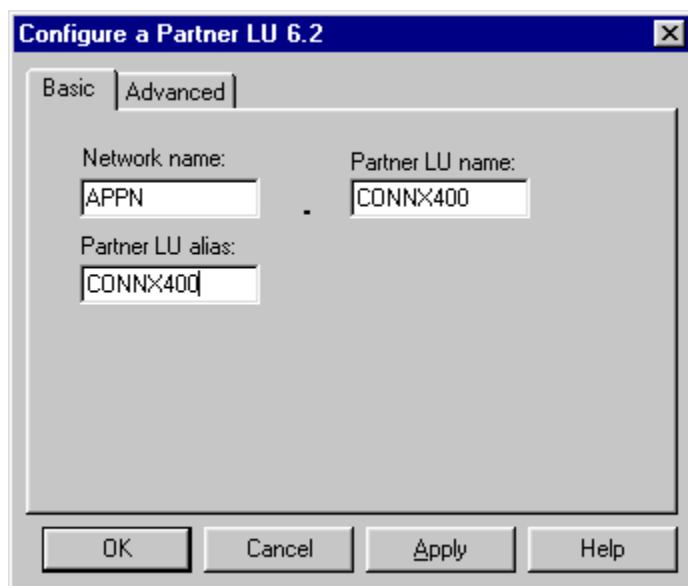 Configure a Partner LU 6.2
Basic Advanced
Network name: Partner LU name:
APPN . CONNX400
Partner LU alias:
CONNX400
OK Cancel Apply Help